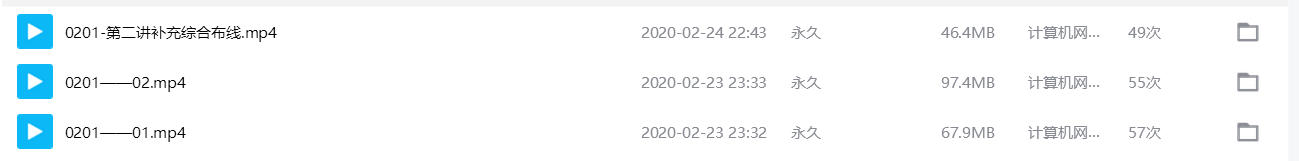 0201-第二讲补充综合布线.mp4 2020-02-24 22:43 永久 46.4MB 计算机网... 49次
0201——02.mp4 2020-02-23 23:33 永久 97.4MB 计算机网... 55次
0201——01.mp4 2020-02-23 23:32 永久 67.9MB 计算机网... 57次